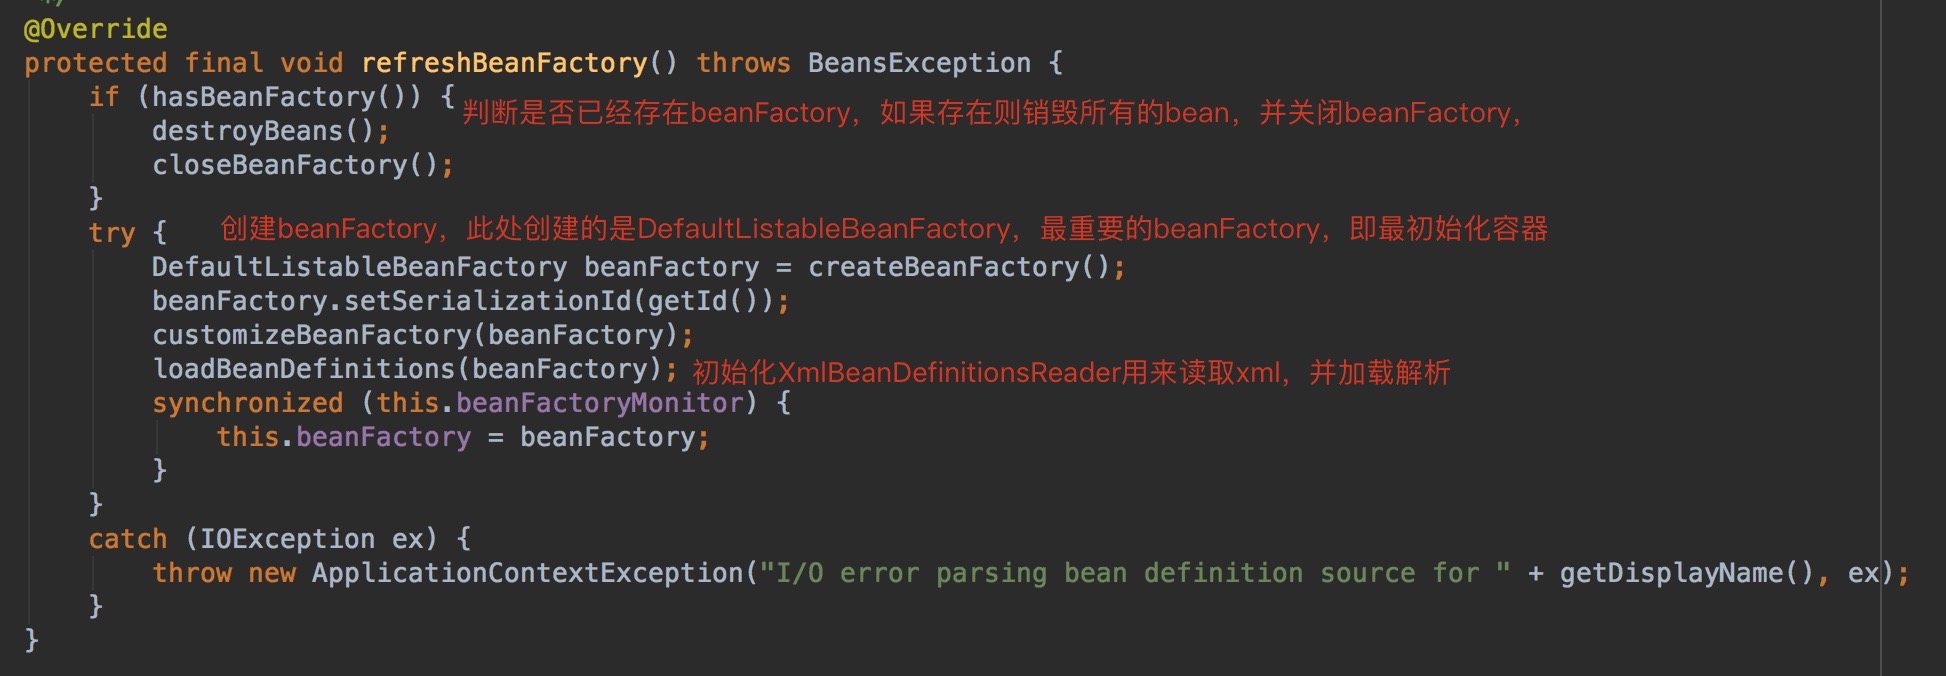 */
@Override
protected final void refreshBeanFactory() throws BeansException {
if (hasBeanFactory()) {
判断是否已经存在beanFactory，如果存在则销毁所有的bean，并关闭beanFactory，
destroyBeans();
closeBeanFactory();
}
try {
创建beanFactory，此处创建的是DefaultListableBeanFactory，最重要的beanFactory，即最初始化容器
DefaultListableBeanFactory beanFactory = createBeanFactory();
beanFactory.setSerializationId(getId());
customizeBeanFactory(beanFactory);
loadBeanDefinitions(beanFactory); 初始化XmlBeanDefinitionsReader用来读取xml，并加载解析
synchronized (this.beanFactoryMonitor) {
this.beanFactory = beanFactory;
}
}
catch (IOException ex) {
throw new ApplicationContextException("I/O error parsing bean definition source for " + getDisplayName(), ex);
}
}